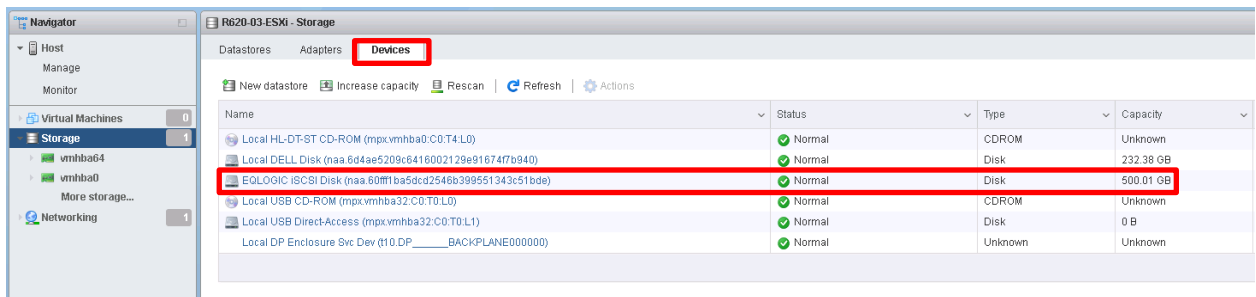 Navigator
Host
Manage
Monitor
Virtual Machines 0
Storage 1
vmhba64
vmhba0
More storage...
Networking 1
R620-03-ESXi - Storage
Datastores Adapters Devices
New datastore Increase capacity Rescan Refresh Actions
Name Status Type Capacity
Local HL-DT-ST CD-ROM (mpx.vmhba0:C0:T4:L0) Normal CDROM Unknown
Local DELL Disk (naa.6d4ae5209c6416002129e91674f7b940) Normal Disk 232.38 GB
EQLOGIC iSCSI Disk (naa.60fff1ba5dcd2546b399551343c51bde) Normal Disk 500.01 GB
Local USB CD-ROM (mpx.vmhba32:C0:T0:L0) Normal CDROM Unknown
Local USB Direct-Access (mpx.vmhba32:C0:T0:L1) Normal Disk 0 B
Local DP Enclosure Svc Dev (t10.DP______BACKPLANE000000) Normal Unknown Unknown